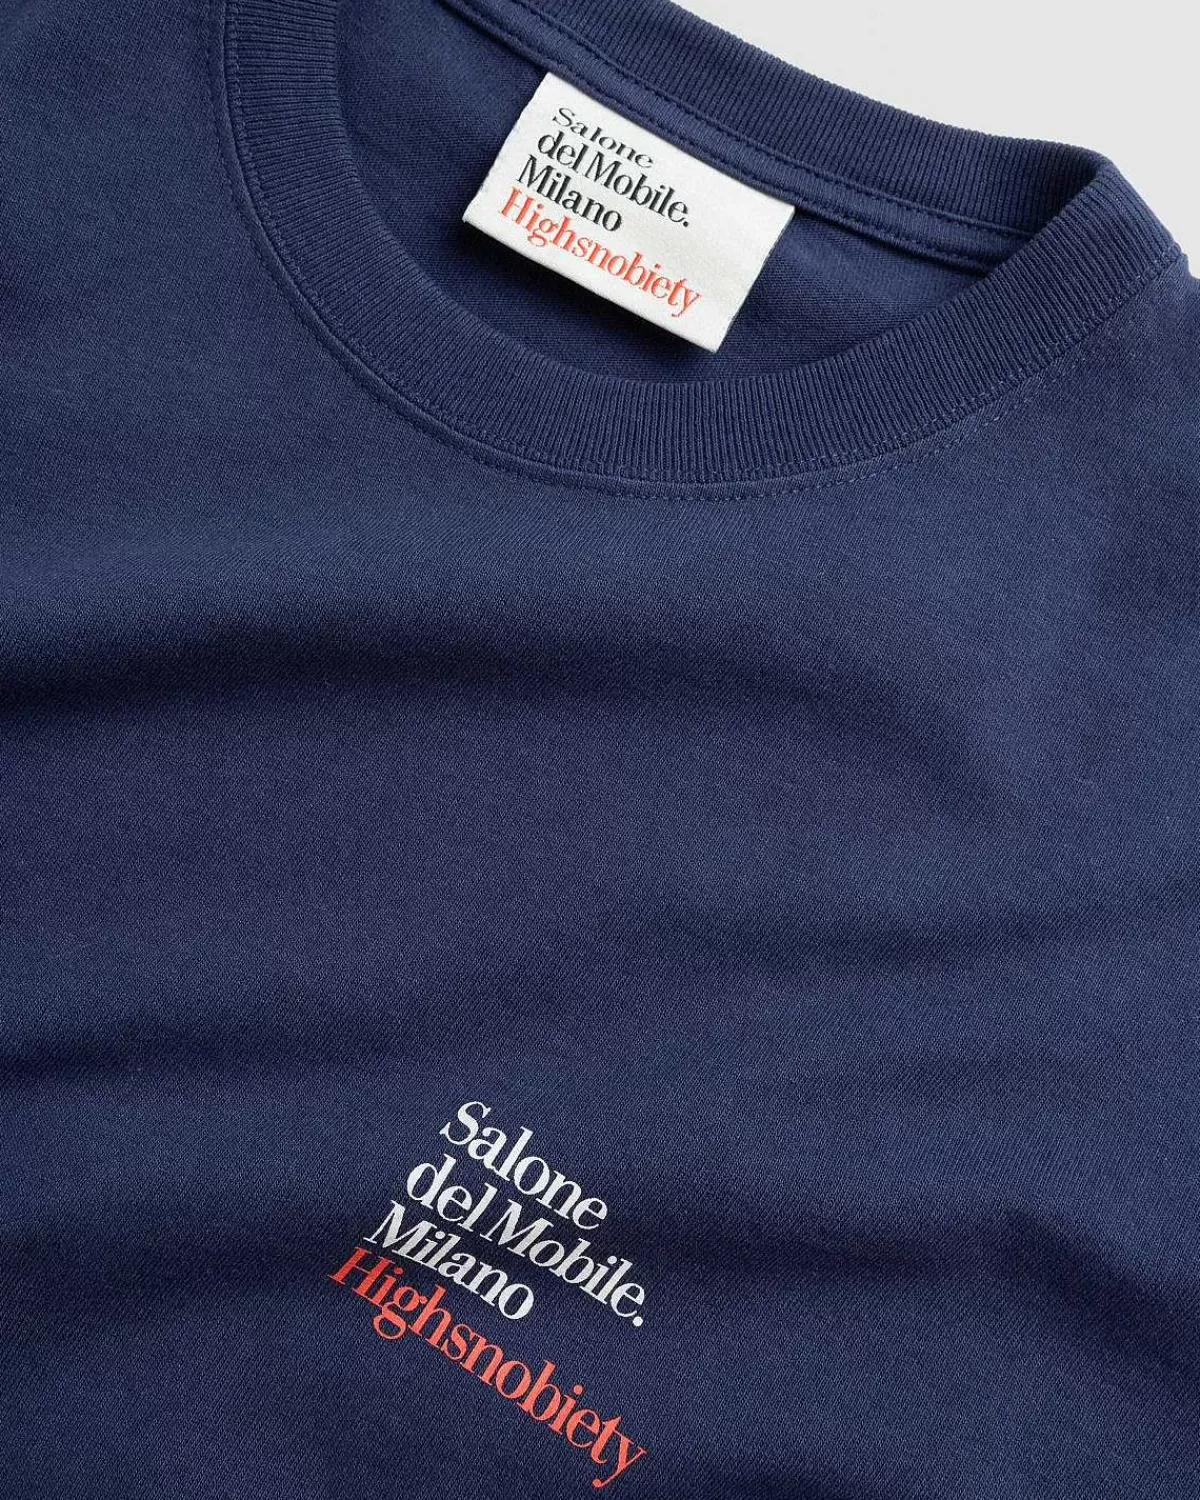 Salone
del Mobile.
Milano
Highsnobiety
Salone
del Mobile.
Milano
Highsnobiety